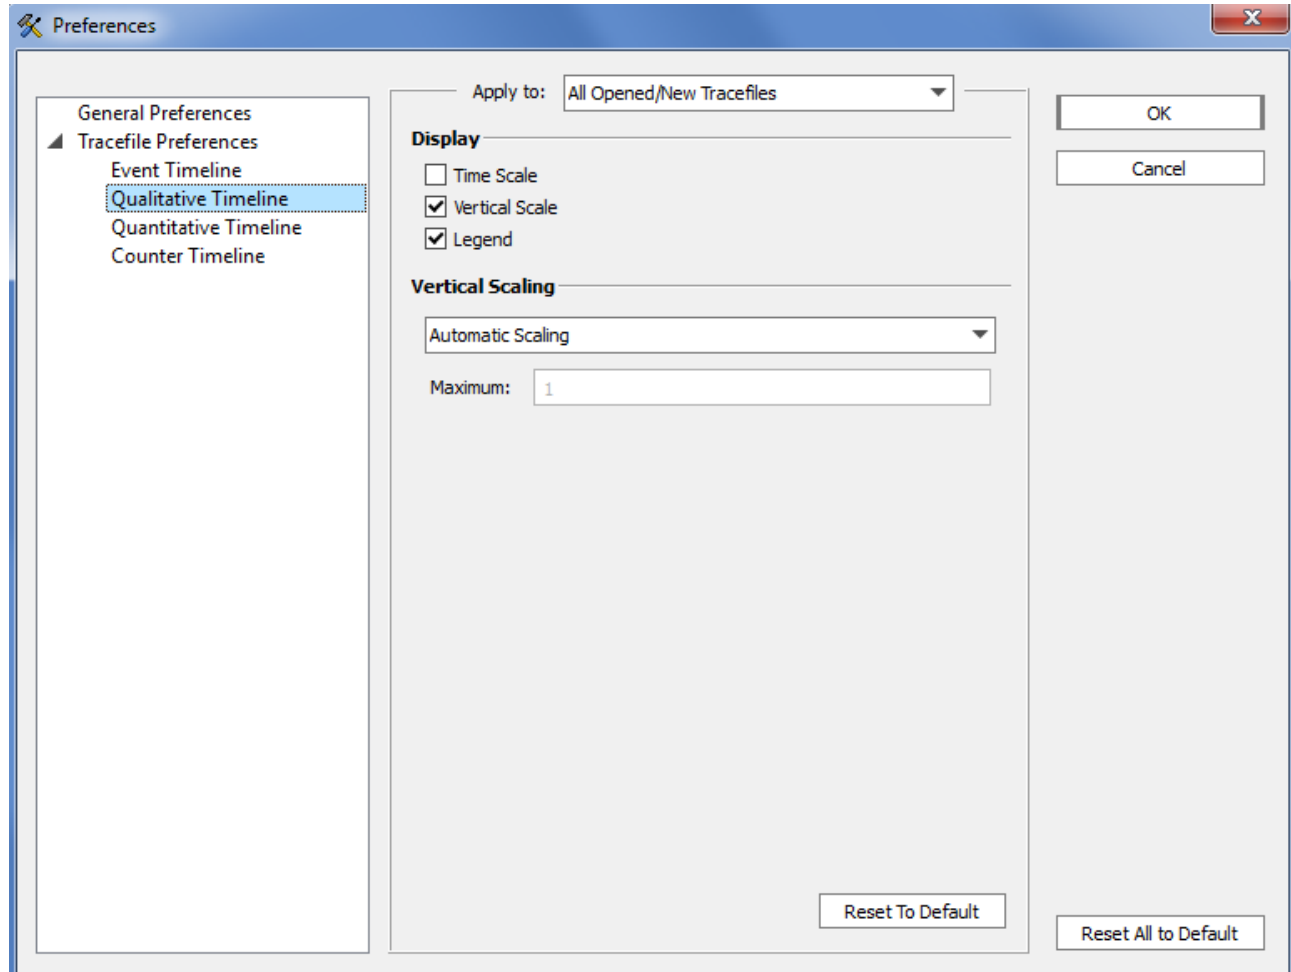 Preferences
x
General Preferences
Tracefile Preferences
Event Timeline
Qualitative Timeline
Quantitative Timeline
Counter Timeline
Apply to: All Opened/New Tracefiles
Display
Time Scale
Vertical Scale
Legend
Vertical Scaling
Automatic Scaling
Maximum: 1
Reset To Default
OK
Cancel
Reset All to Default